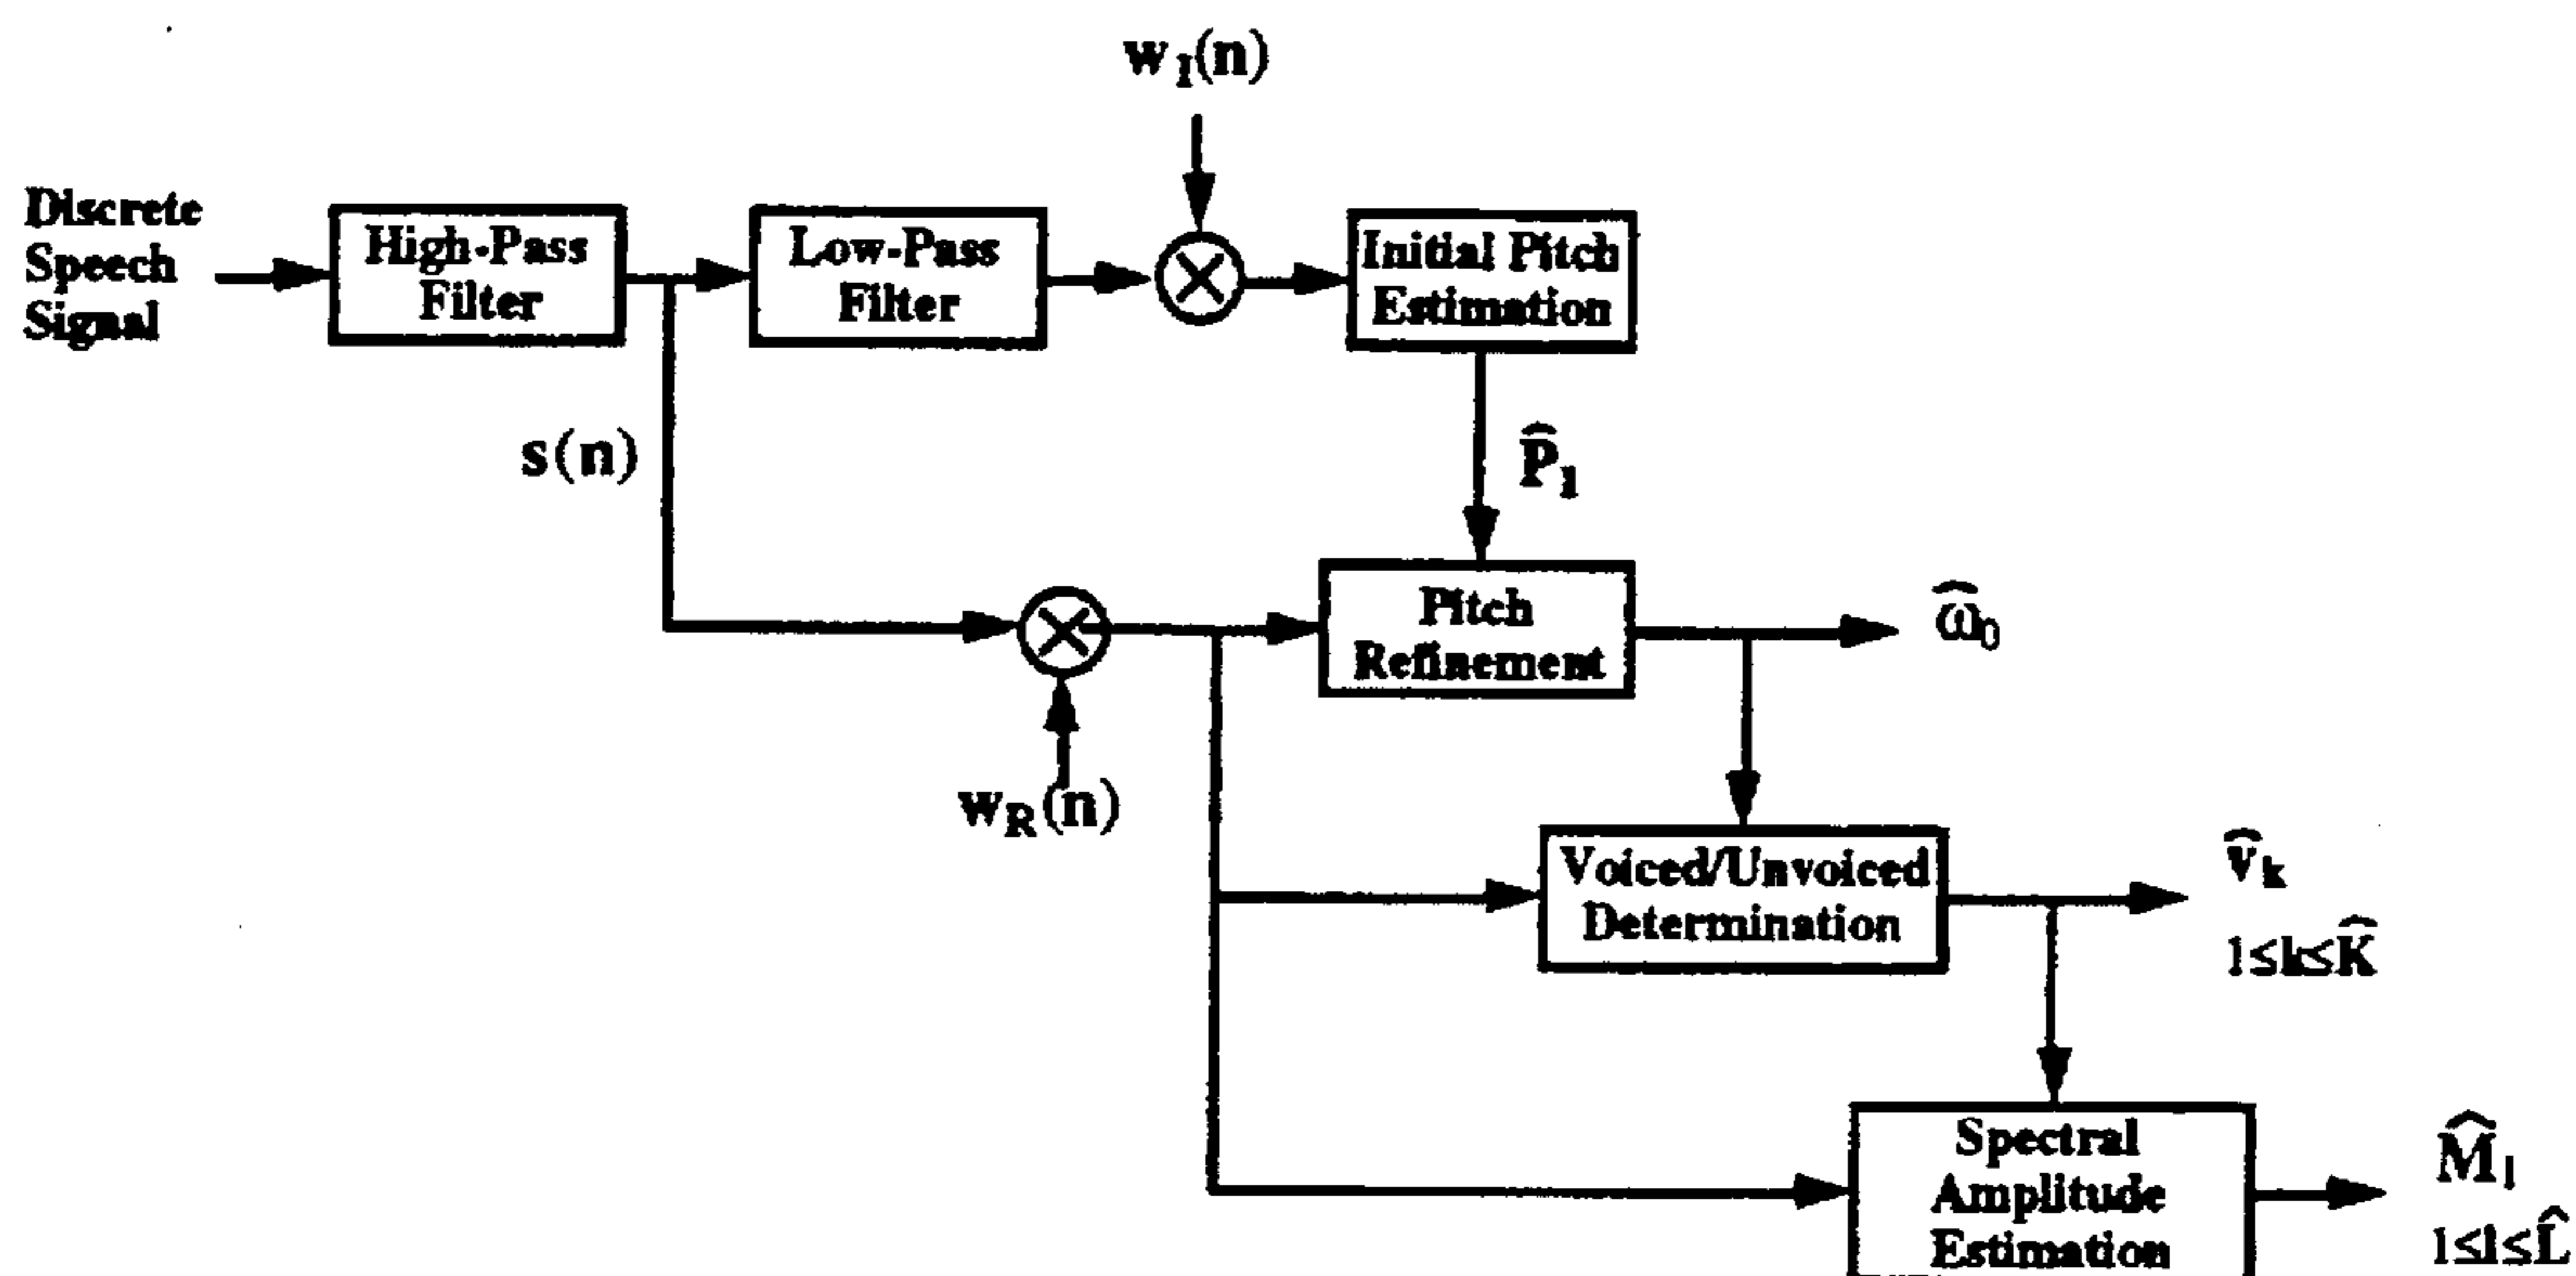 w_I(n)
Discrete
Speech
Signal
High-Pass
Filter
Low-Pass
Filter
Initial Pitch
Estimation
s(n)
P̂_1
Pitch
Refinement
ω̂_0
w_R(n)
Voiced/Unvoiced
Determination
v̂_k
1≤k≤K̂
Spectral
Amplitude
Estimation
M̂_l
1≤l≤L̂